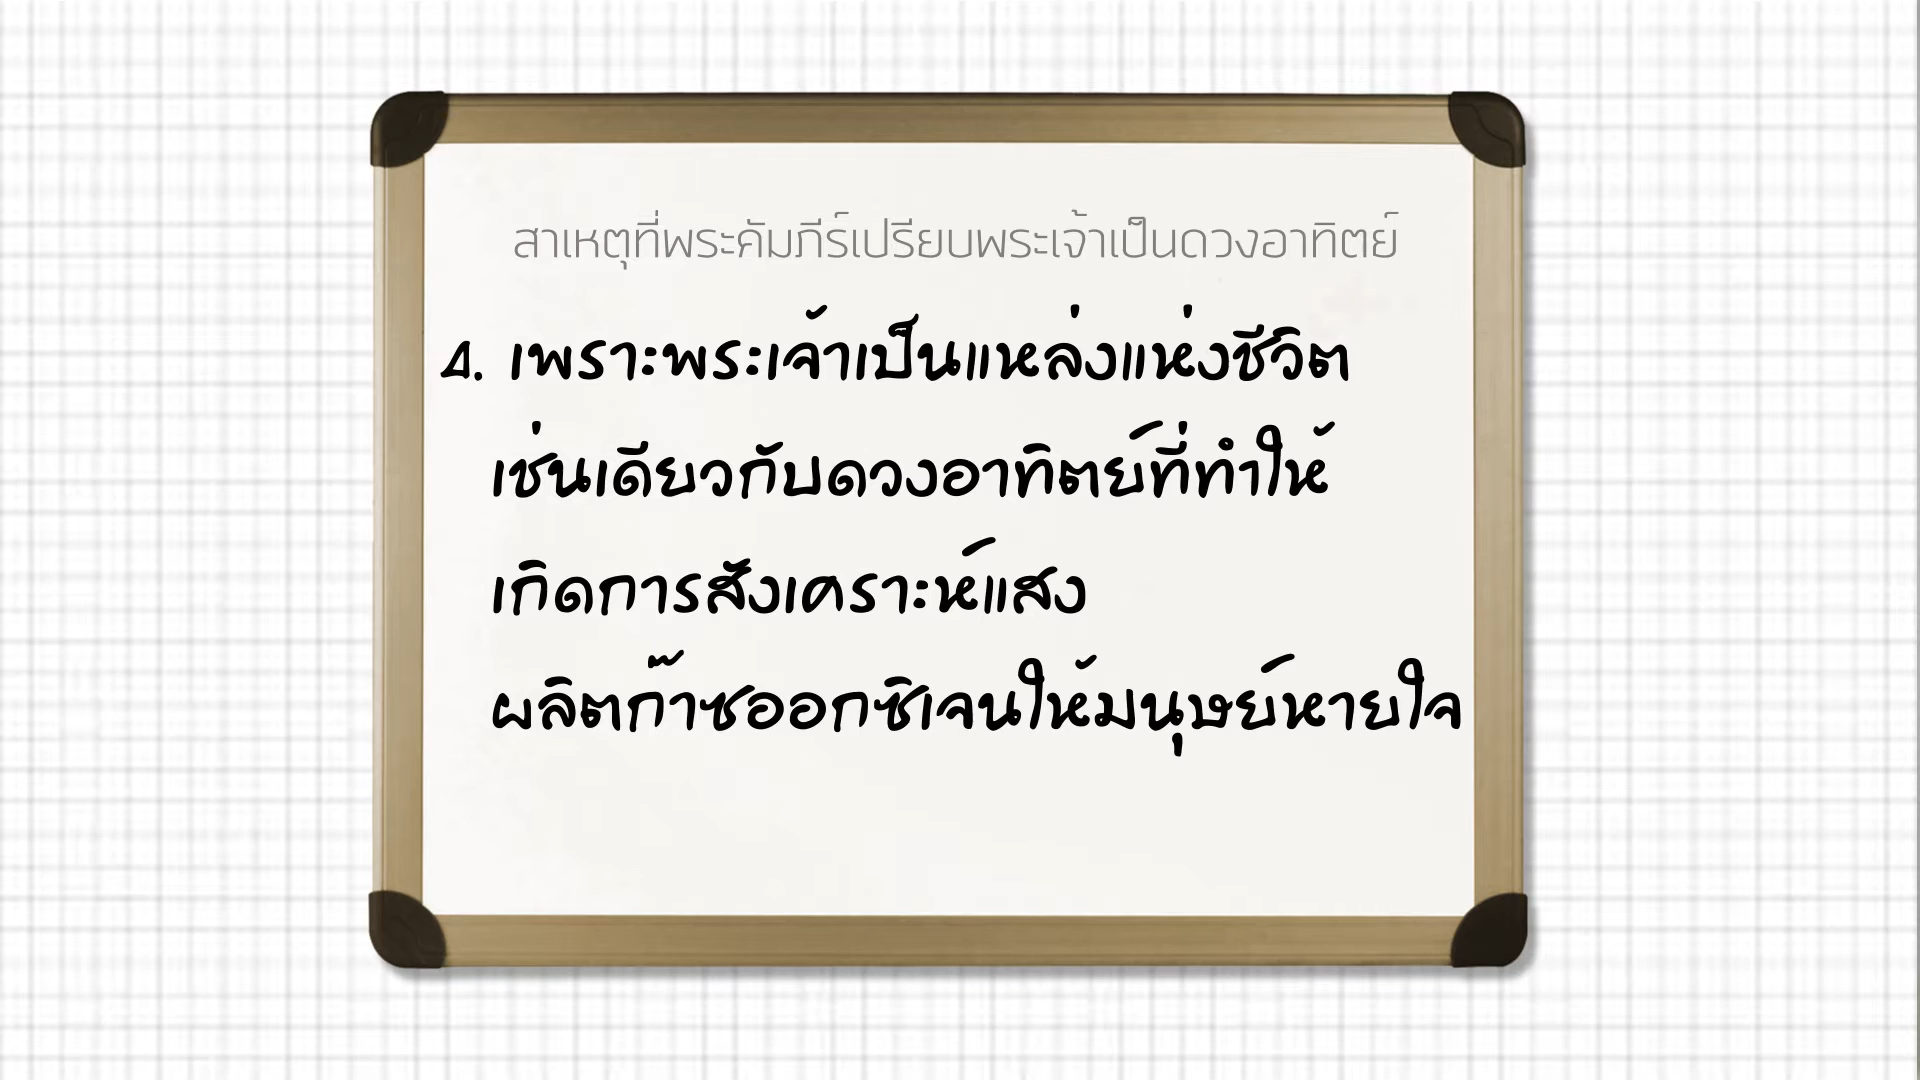 สาเหตุที่พระคัมภีร์เปรียบพระเจ้าเป็นดวงอาทิตย์
4. เพราะพระเจ้าเป็นแหล่งแห่งชีวิต
เช่นเดียวกับดวงอาทิตย์ที่ทำให้
เกิดการสังเคราะห์แสง
ผลิตก๊าซออกซิเจนให้มนุษย์หายใจ